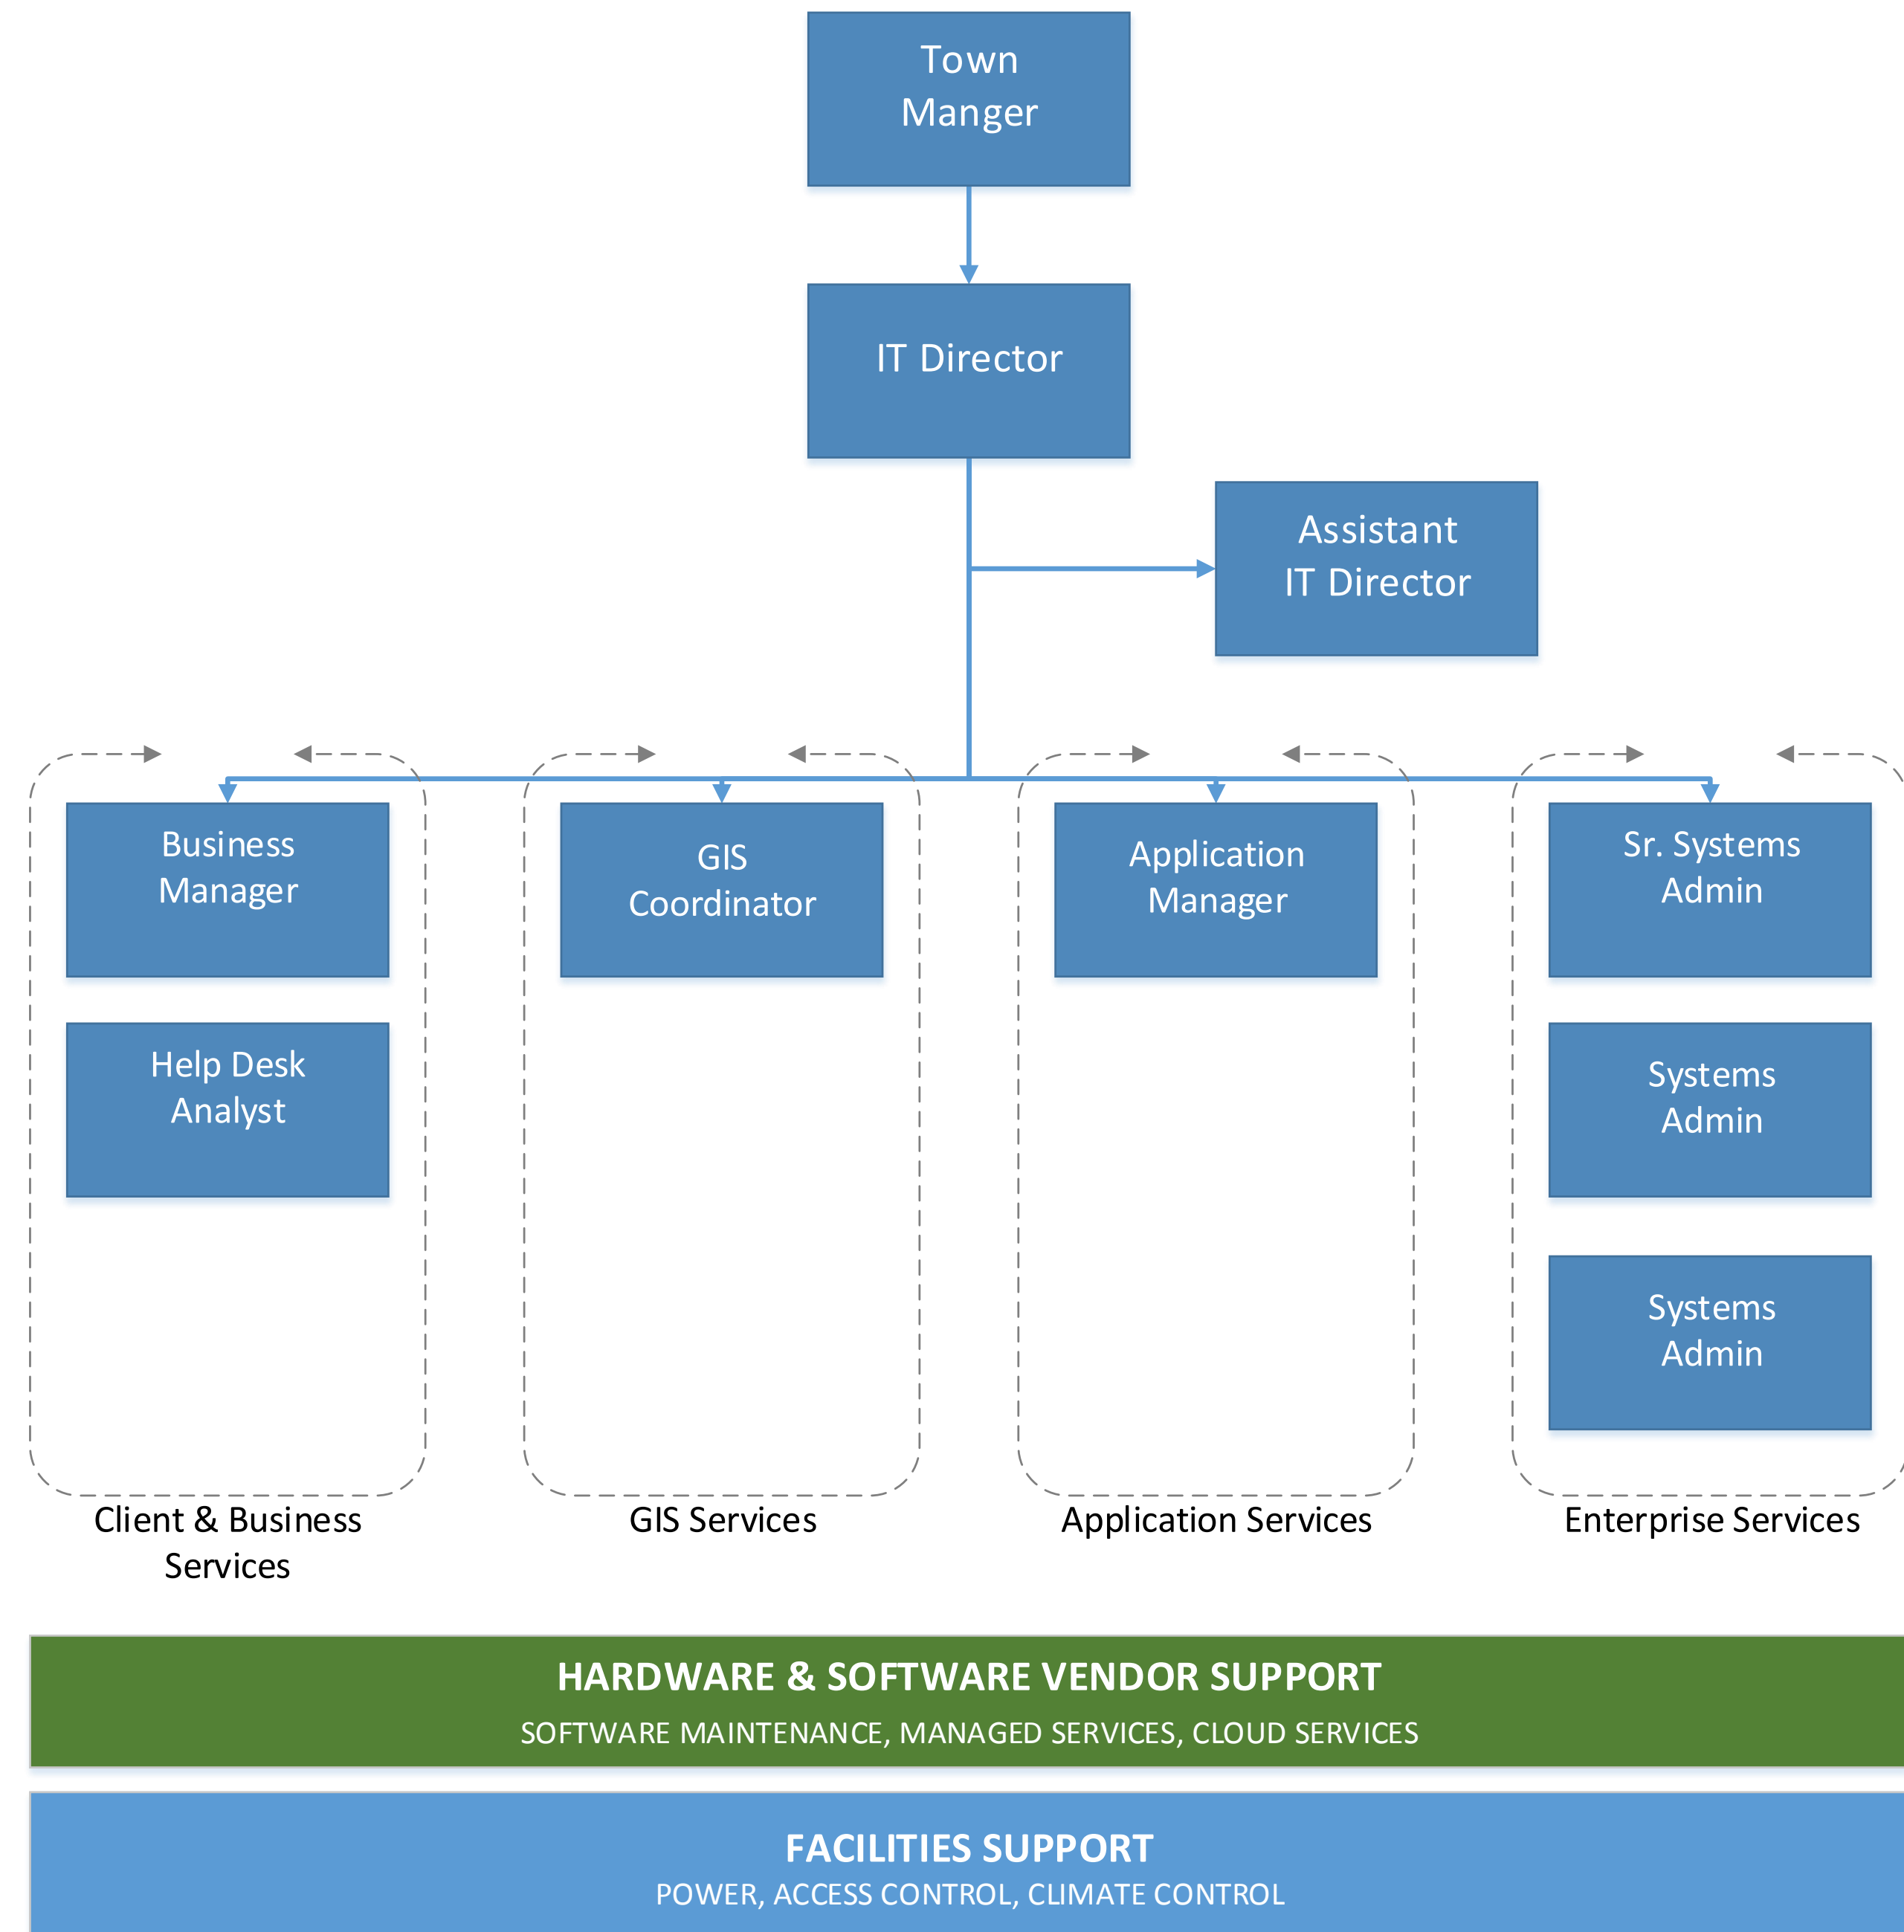 Town
Manger
IT Director
Assistant
IT Director
Business
Manager
GIS
Coordinator
Application
Manager
Sr. Systems
Admin
Help Desk
Analyst
Systems
Admin
Systems
Admin
Client & Business
Services
GIS Services
Application Services
Enterprise Services
HARDWARE & SOFTWARE VENDOR SUPPORT
SOFTWARE MAINTENANCE, MANAGED SERVICES, CLOUD SERVICES
FACILITIES SUPPORT
POWER, ACCESS CONTROL, CLIMATE CONTROL